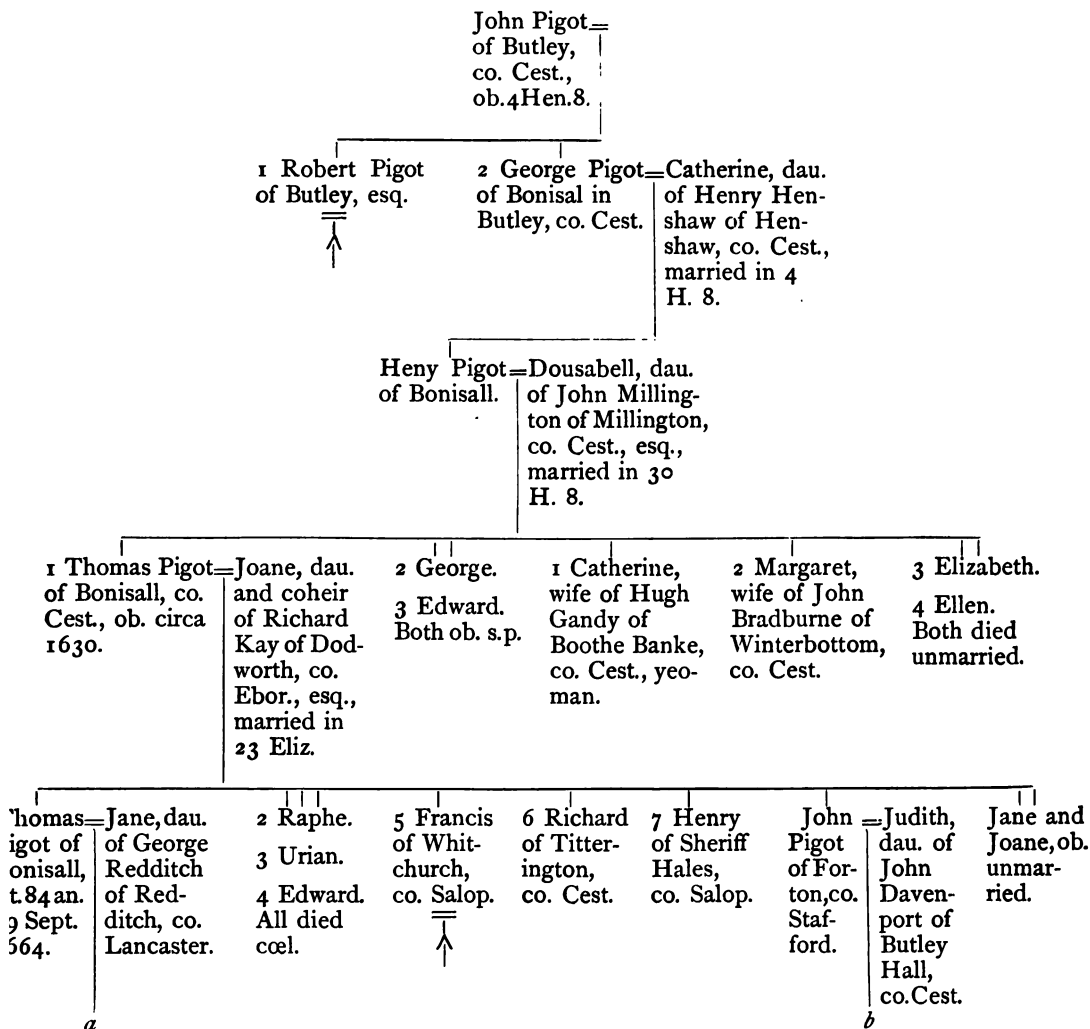 John Pigot=
of Butley,
co. Cest.,
ob.4Hen.8.
1 Robert Pigot
of Butley, esq.
2 George Pigot=
of Bonisal in
Butley, co. Cest.
Catherine, dau.
of Henry Hen-
shaw of Hen-
shaw, co. Cest.,
married in 4
H. 8.
Heny Pigot=
of Bonisall.
Dousabell, dau.
of John Milling-
ton of Millington,
co. Cest., esq.,
married in 30
H. 8.
1 Thomas Pigot=
of Bonisall, co.
Cest., ob. circa
1630.
Joane, dau.
and coheir
of Richard
Kay of Dod-
worth, co.
Ebor., esq.,
married in
23 Eliz.
2 George.
3 Edward.
Both ob. s.p.
1 Catherine,
wife of Hugh
Gandy of
Boothe Banke,
co. Cest., yeo-
man.
2 Margaret,
wife of John
Bradburne of
Winterbottom,
co. Cest.
3 Elizabeth.
4 Ellen.
Both died
unmarried.
homas=
igot of
onisall,
t.84 an.
9 Sept.
664.
Jane, dau.
of George
Redditch
of Red-
ditch, co.
Lancaster.
2 Raphe.
3 Urian.
4 Edward.
All died
cœl.
5 Francis
of Whit-
church,
co. Salop.
6 Richard
of Titter-
ington,
co. Cest.
7 Henry
of Sheriff
Hales,
co. Salop.
John =
Pigot
of For-
ton, co.
Staf-
ford.
Judith,
dau. of
John
Daven-
port of
Butley
Hall,
co. Cest.
Jane and
Joane, ob.
unmar-
ried.
a
b